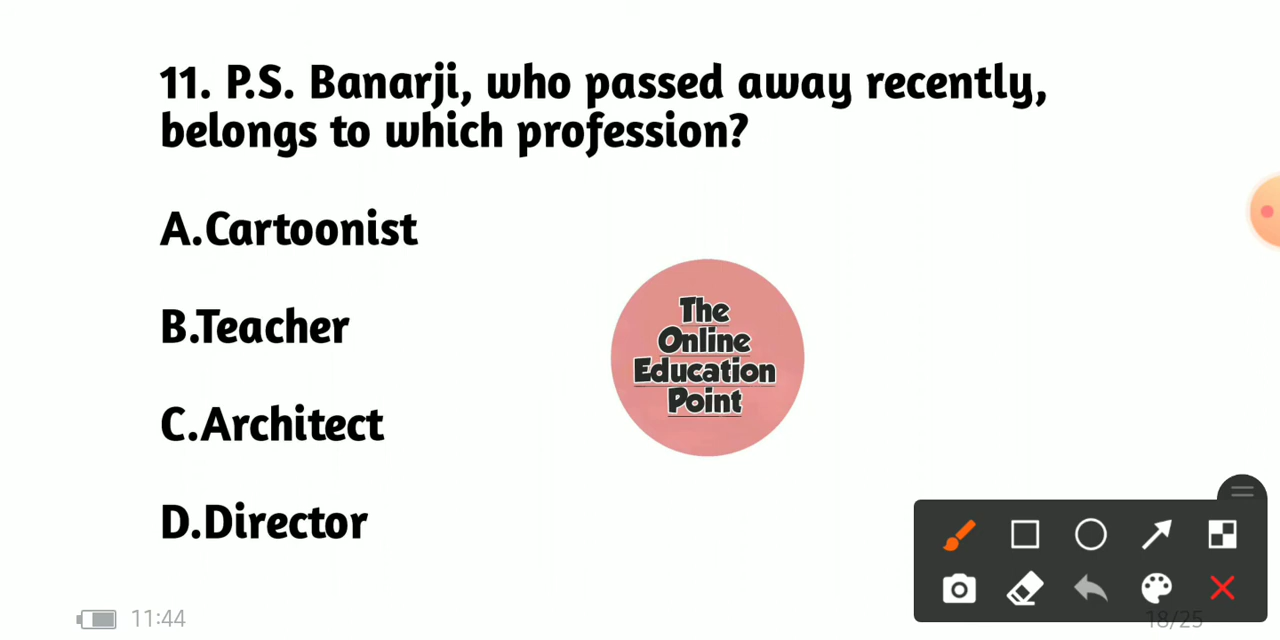 11. P.S. Banarji, who passed away recently,
belongs to which profession?
A.Cartoonist
B.Teacher
C.Architect
D.Director
The
Online
Education
Point
11:44
18/25